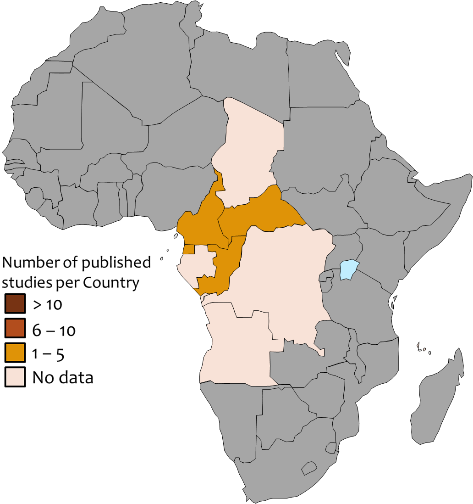 Number of published
studies per Country
> 10
6 – 10
1 – 5
No data